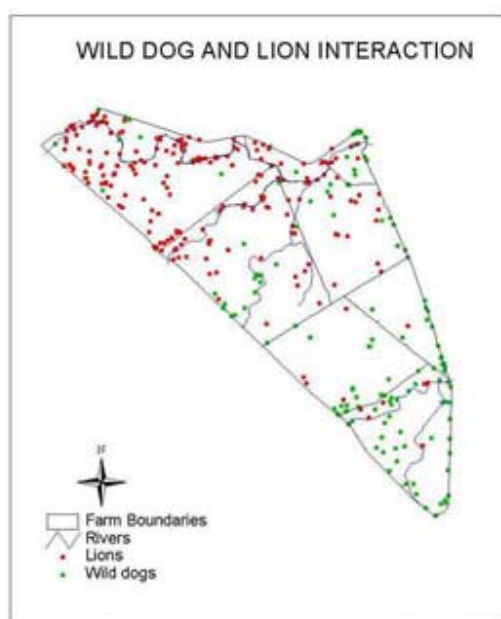 WILD DOG AND LION INTERACTION
Farm Boundaries
Rivers
Lions
Wild dogs